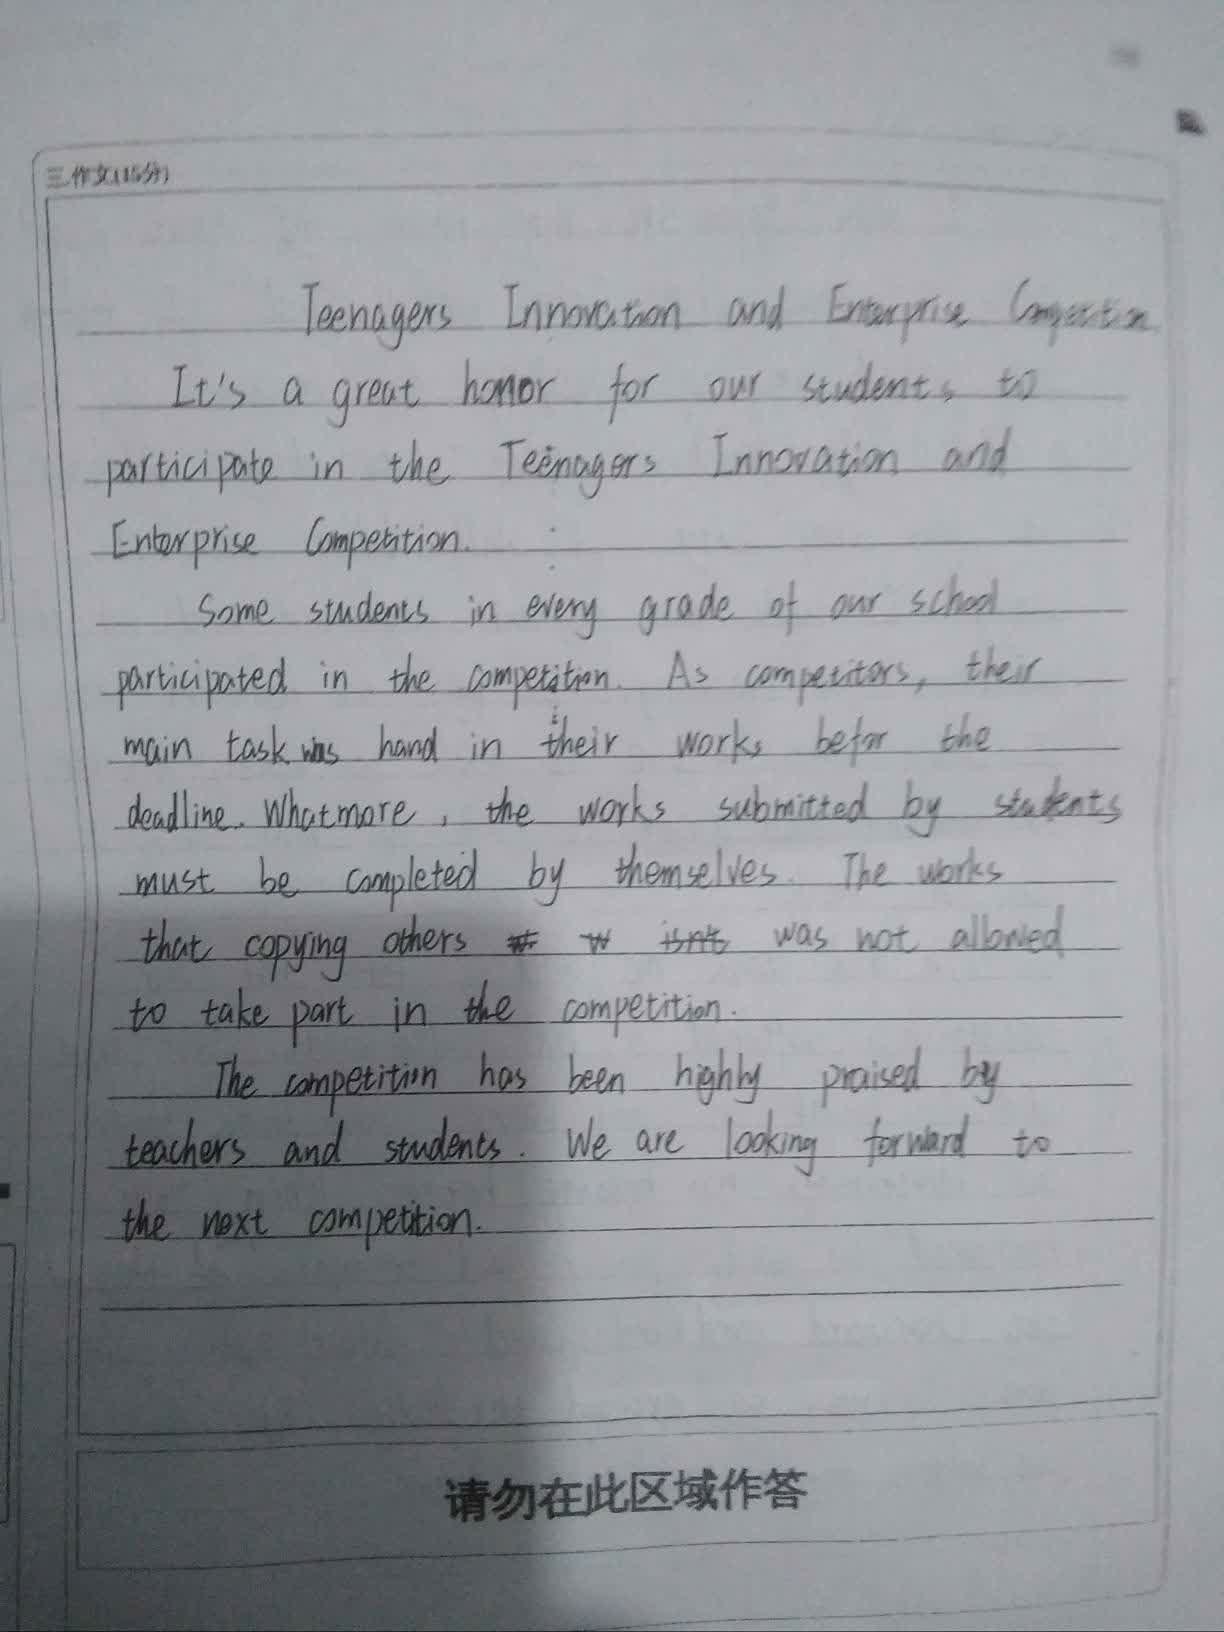 三.作文(15分)
Teenagers Innovation and Enterprise
It's a great honor for our students to
participate in the Teenagers Innovation and
Enterprise Competition.
Some students in every grade of our school
participated in the competition. As competitors, their
main task was hand in their works befor the
deadline. Whatmore, the works submitted by students
must be completed by themselves. The works
that copying others was not allowed
to take part in the competition.
The competition has been highly praised by
teachers and students. We are looking forward to
the next competition.
请勿在此区域作答